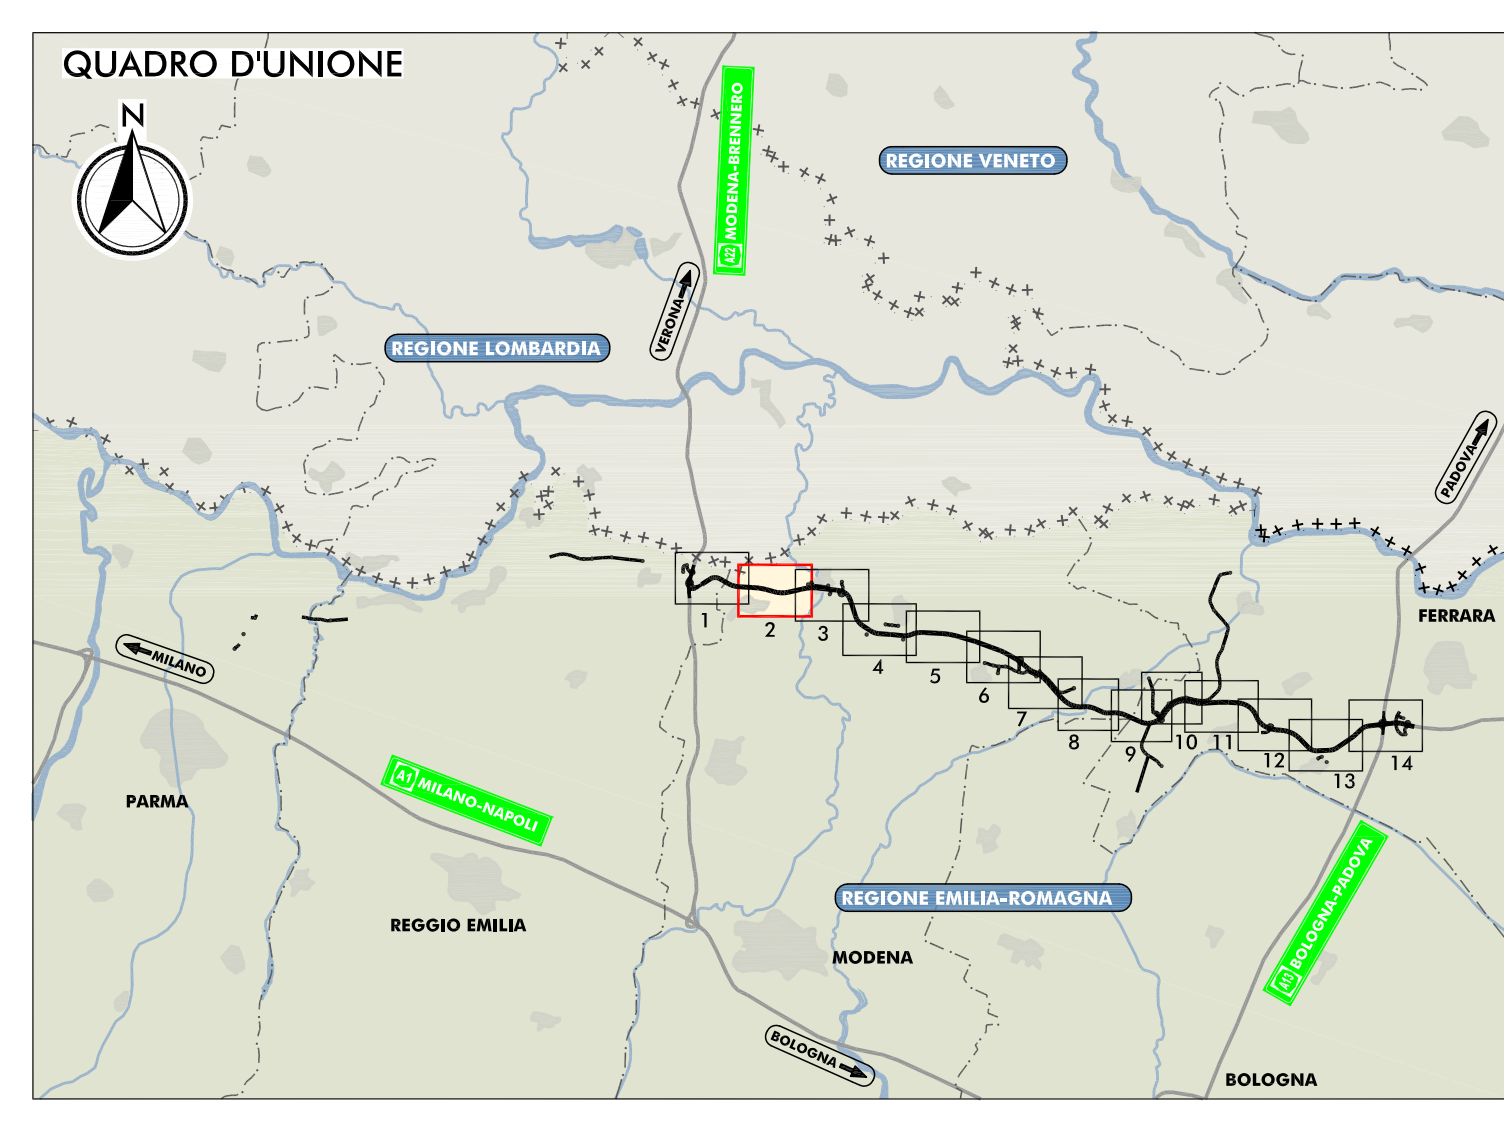 QUADRO D'UNIONE
N
A22 MODENA-BRENNERO
REGIONE VENETO
VERONA
REGIONE LOMBARDIA
PADOVA
FERRARA
1
2
3
4
5
6
7
8
9
10
11
12
13
14
MILANO
A1 MILANO-NAPOLI
PARMA
REGGIO EMILIA
REGIONE EMILIA-ROMAGNA
MODENA
A13 BOLOGNA-PADOVA
BOLOGNA
BOLOGNA